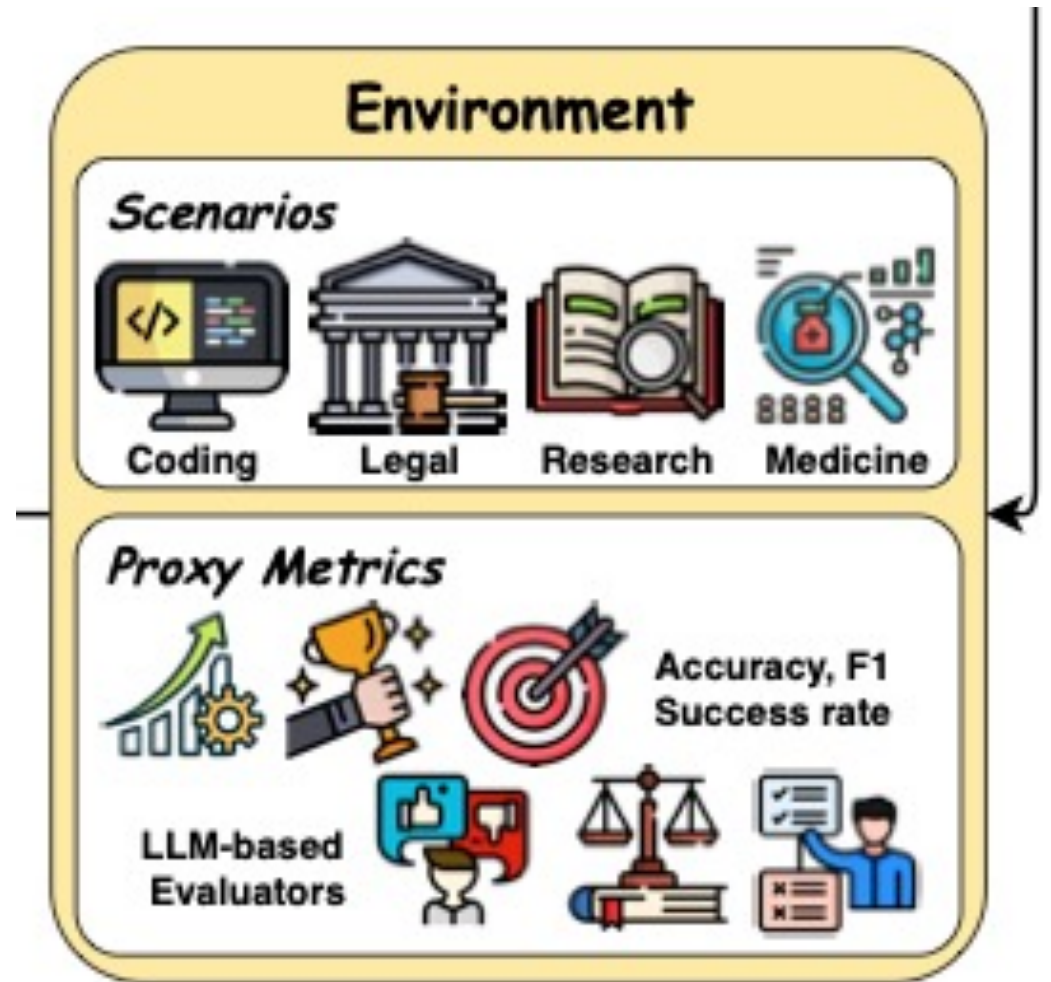 Environment
Scenarios
</>
Coding Legal Research Medicine
Proxy Metrics
Accuracy, F1
Success rate
LLM-based
Evaluators